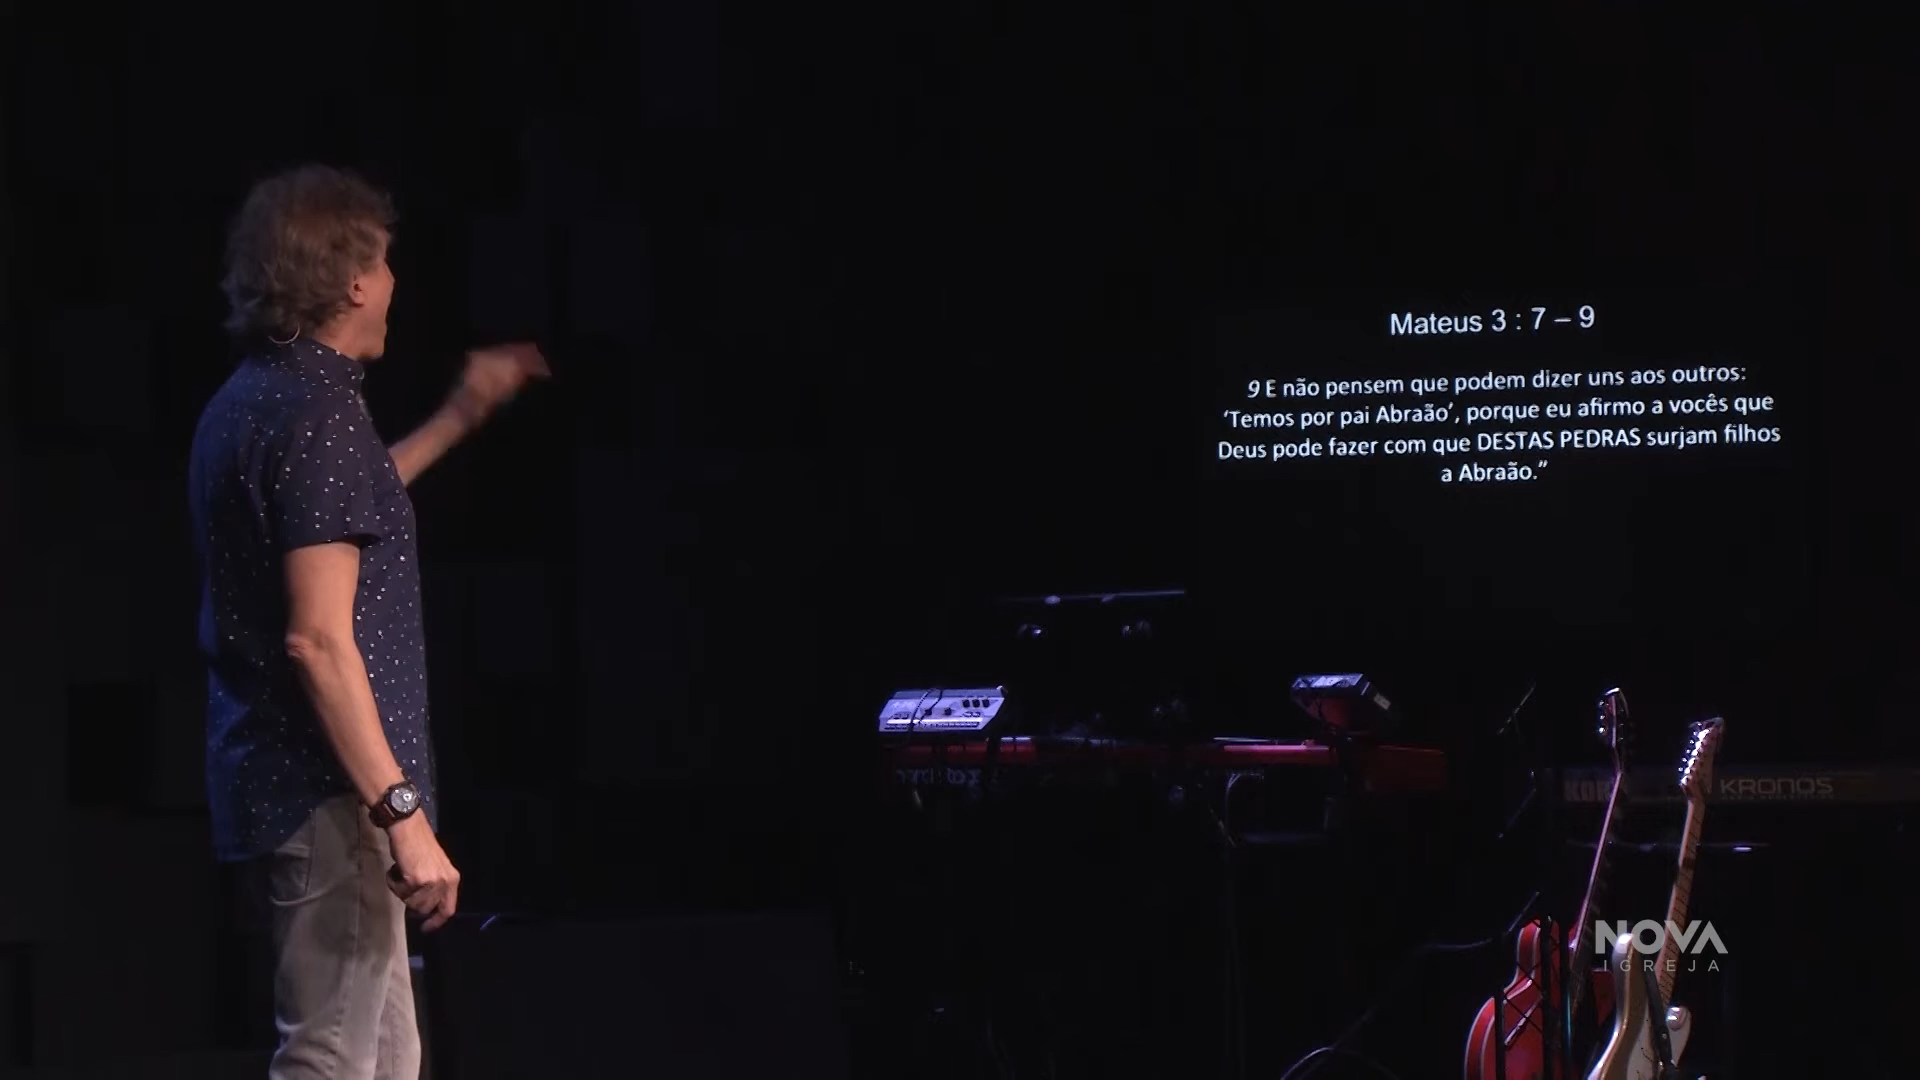 Mateus 3 : 7 – 9
9 E não pensem que podem dizer uns aos outros:
‘Temos por pai Abraão’, porque eu afirmo a vocês que
Deus pode fazer com que DESTAS PEDRAS surjam filhos
a Abraão.”
KORG KRONOS
NOVA
IGREJA